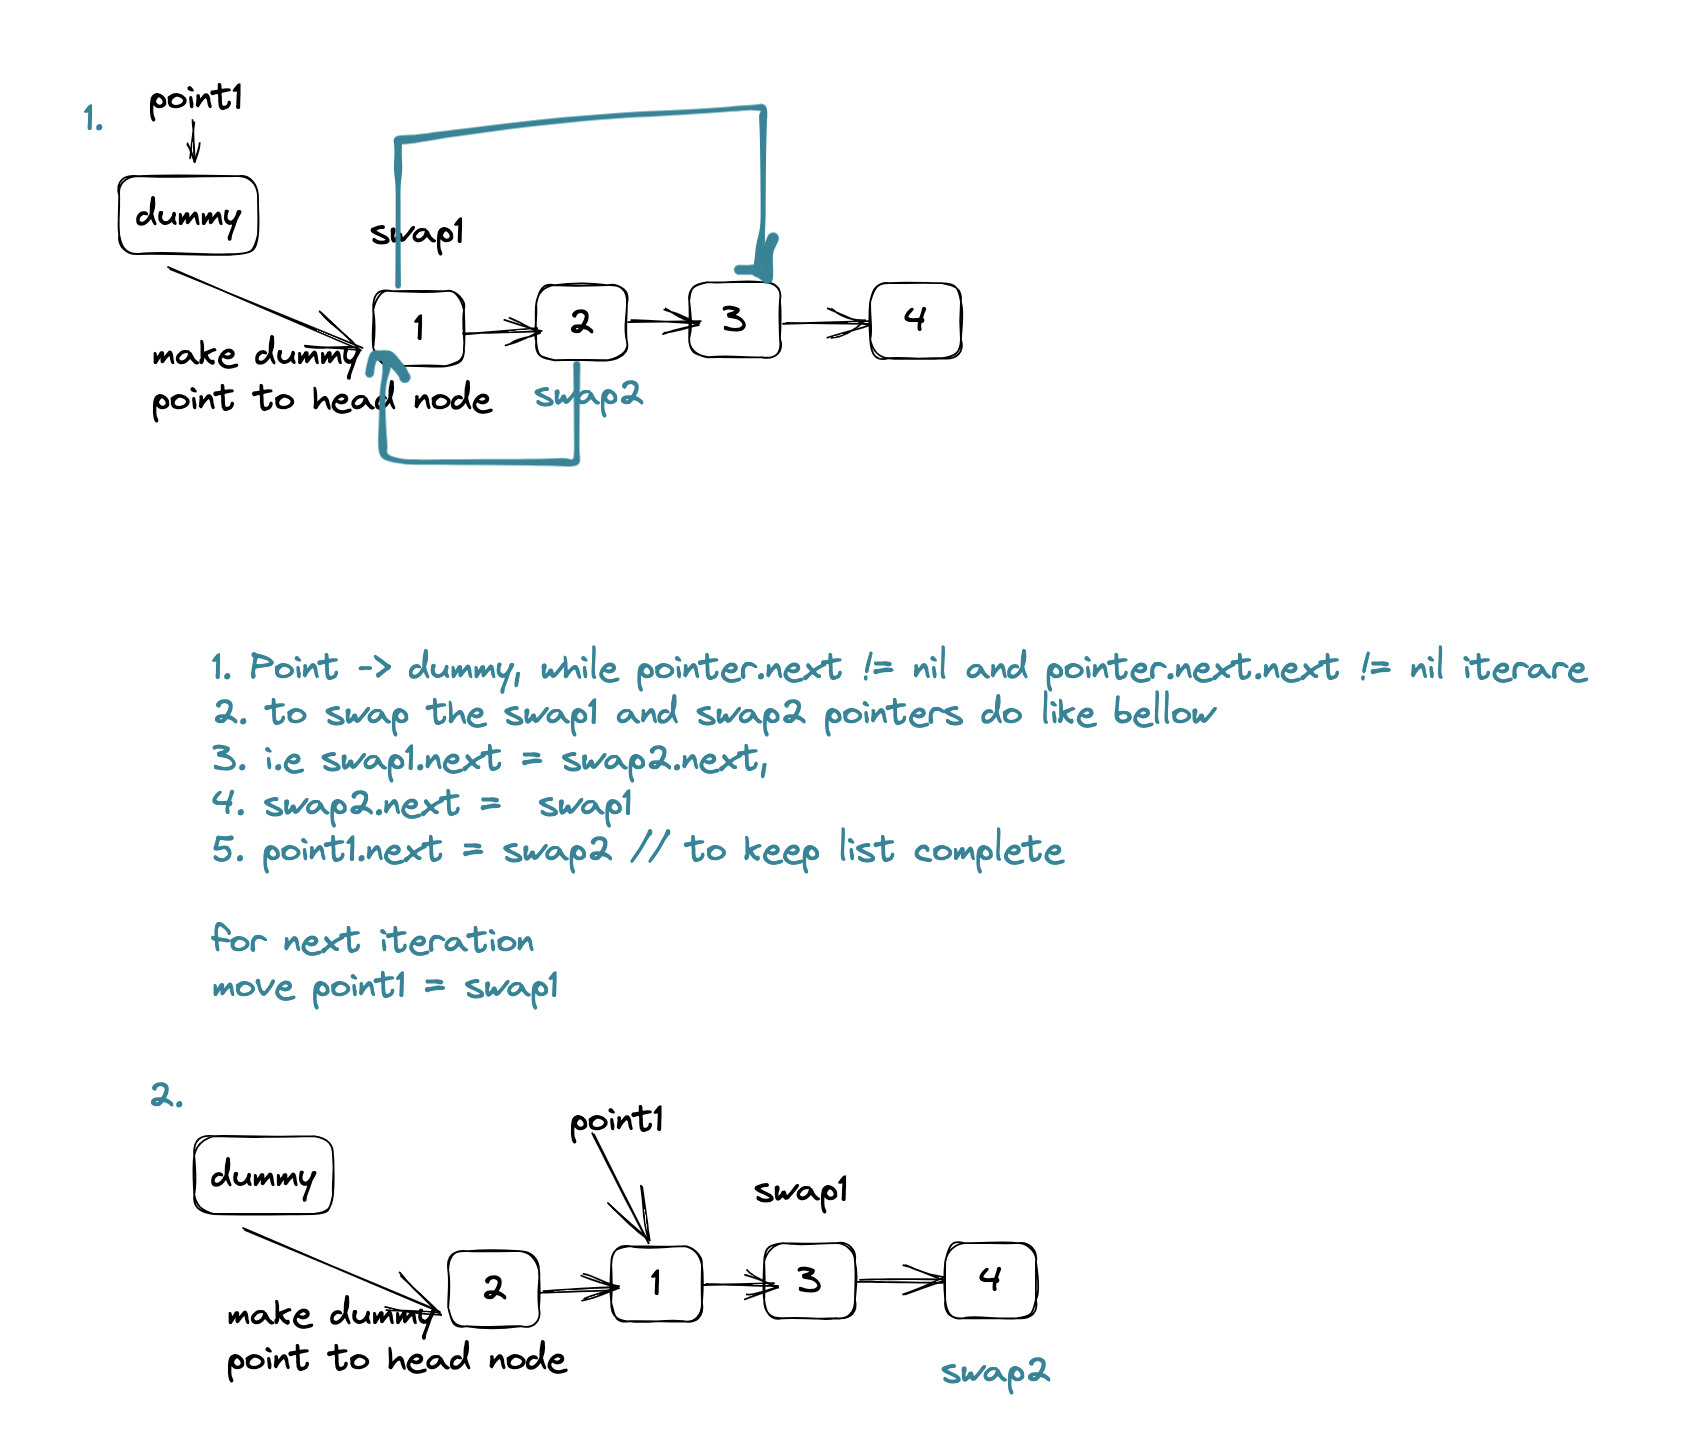 1.
point1
dummy
swap1
1
2
3
4
make dummy
point to head node
swap2
1. Point -> dummy, while pointer.next != nil and pointer.next.next != nil iterare
2. to swap the swap1 and swap2 pointers do like bellow
3. i.e swap1.next = swap2.next,
4. swap2.next = swap1
5. point1.next = swap2 // to keep list complete
for next iteration
move point1 = swap1
2.
point1
dummy
swap1
2
1
3
4
make dummy
point to head node
swap2